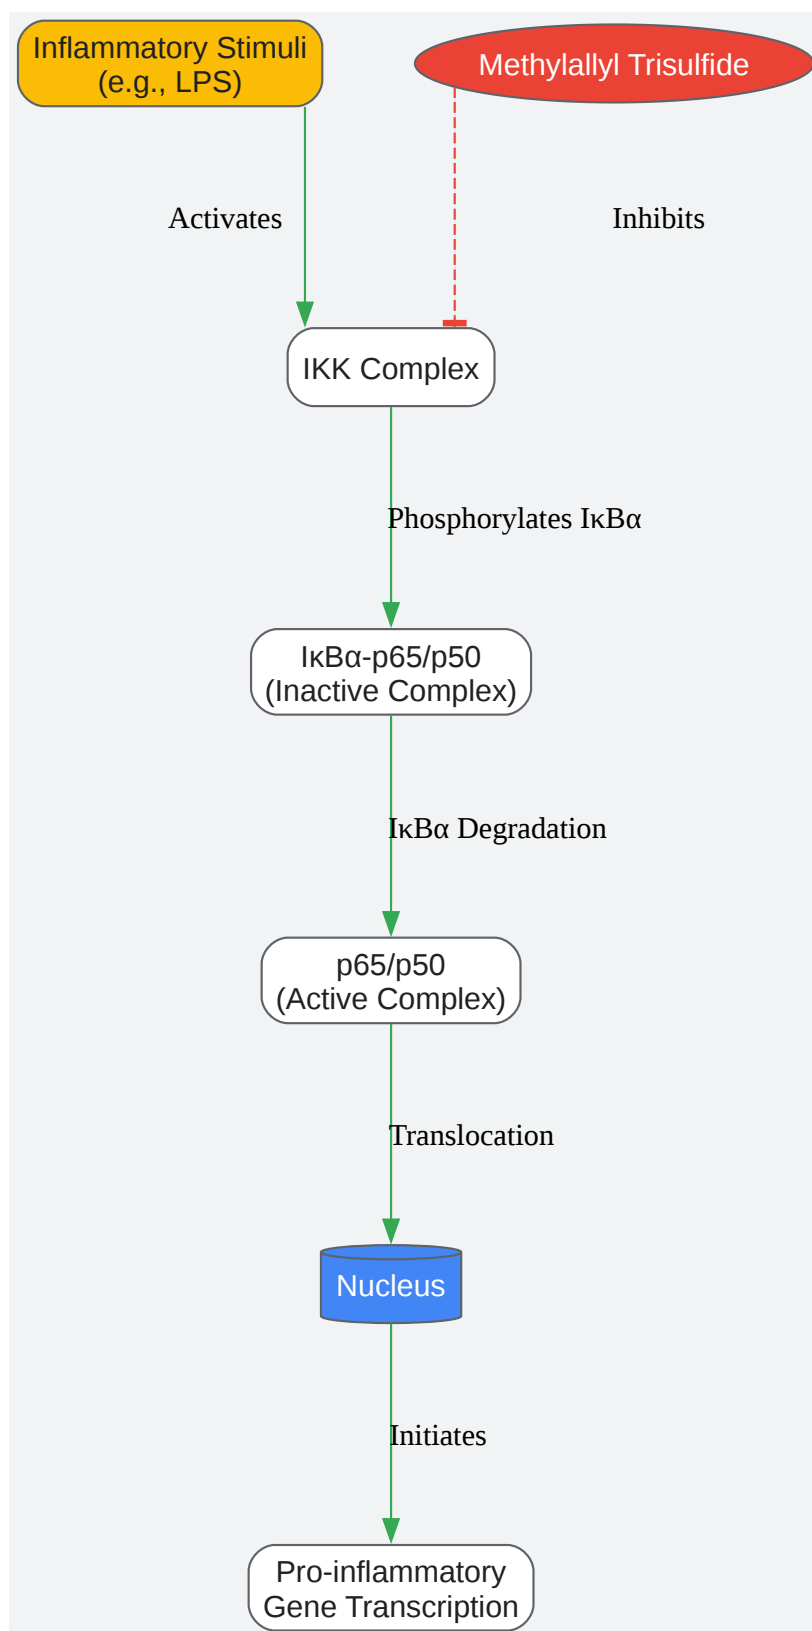 Inflammatory Stimuli
(e.g., LPS)
Methylallyl Trisulfide
Activates
Inhibits
IKK Complex
Phosphorylates IκBα
IκBα-p65/p50
(Inactive Complex)
IκBα Degradation
p65/p50
(Active Complex)
Translocation
Nucleus
Initiates
Pro-inflammatory
Gene Transcription